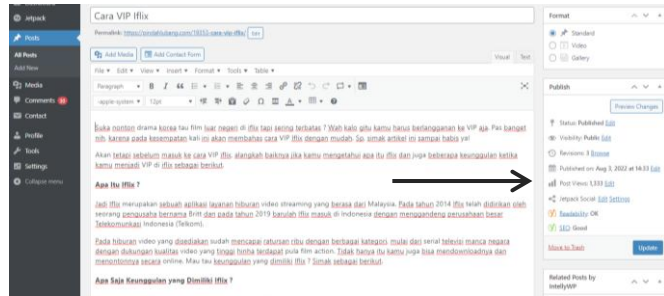 Jetpack
Posts
All Posts
Add New
Media
Comments
Contact
Profile
Tools
Settings
Collapse menu
Cara VIP Iflix
Permalink:
Edit
Add Media
Add Contact Form
Visual
Text
File
Edit
View
Insert
Format
Tools
Table
Paragraph
-apple-system
12pt
Suka nonton drama korea tau film luar negeri di iflix tapi sering terbatas ? Wah kalo gitu kamu harus berlangganan ke VIP aja. Pas banget
nih, karena pada kesempatan kali ini akan membahas cara VIP iflix dengan mudah. So, simak artikel ini sampai habis ya!
Akan tetapi sebelum masuk ke cara VIP iflix, alangkah baiknya jika kamu mengetahui apa itu iflix dan juga beberapa keunggulan ketika
kamu menjadi VIP di iflix sebagai berikut.
Apa Itu Iflix ?
Jadi Iflix merupakan sebuah aplikasi layanan hiburan video streaming yang berasa dari Malaysia. Pada tahun 2014 iflix telah didirikan oleh
seorang pengusaha bernama Britt dan pada tahun 2019 barulah iflix masuk di Indonesia dengan menggandeng perusahaan besar
Telekomunikasi Indonesia (Telkom).
Pada hiburan video yang disediakan sudah mencapai ratusan ribu dengan berbagai kategori, mulai dari serial televisi manca negara
dengan dukungan kualitas video yang tinggi hinha terdapat pula film action. Tidak hanya itu kamu juga bisa mendownloadnya dan
menontonnya secara online. Mau tau keunggulan yang dimiliki iflix ? Simak sebagai berikut.
Apa Saja Keunggulan yang Dimiliki Iflix ?
Format
Standard
Video
Gallery
Publish
Preview Changes
Status: Published Edit
Visibility: Public Edit
Revisions: 3 Browse
Published on: Aug 3, 2022 at 14:33 Edit
Post Views: 1,333 Edit
Jetpack Social: Edit Settings
Readability: OK
SEO: Good
Move to Trash
Update
Related Posts by
IntellyWP